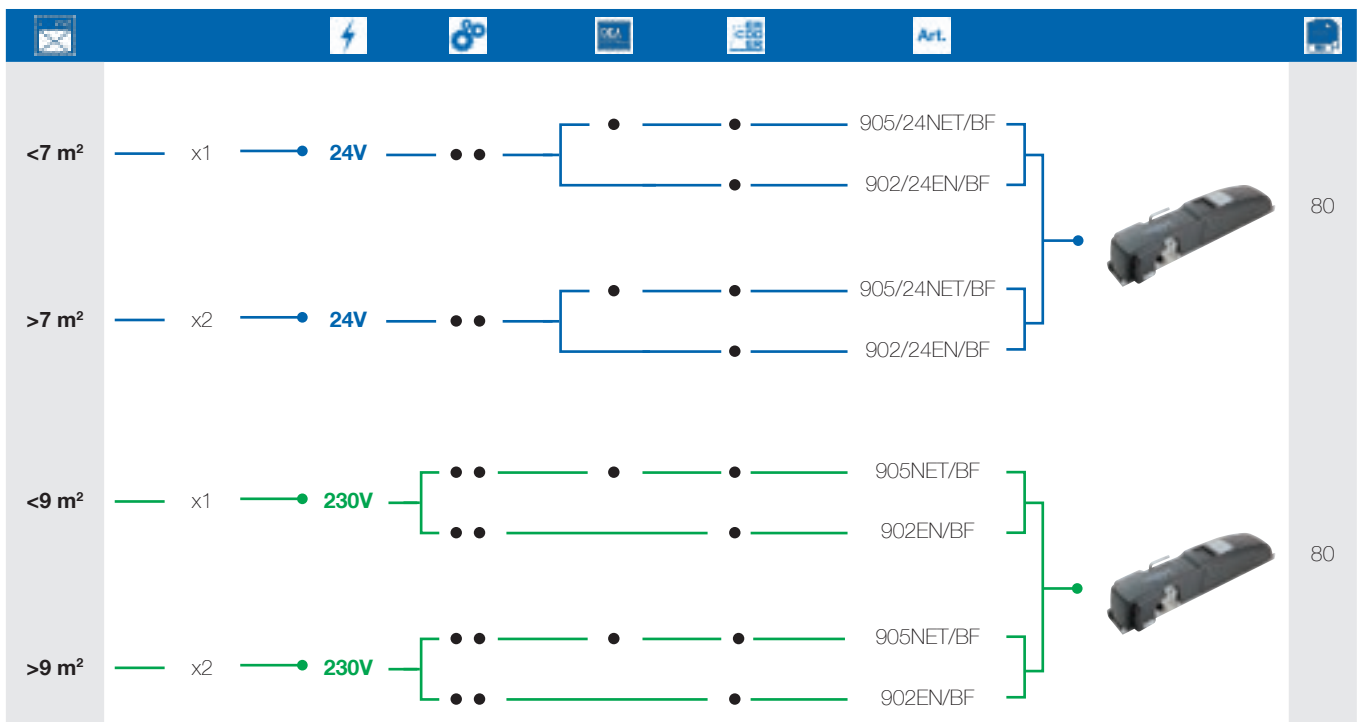 DEA
Art.
905/24NET/BF
<7 m² x1 24V
902/24EN/BF
80
905/24NET/BF
>7 m² x2 24V
902/24EN/BF
905NET/BF
<9 m² x1 230V
902EN/BF
80
905NET/BF
>9 m² x2 230V
902EN/BF